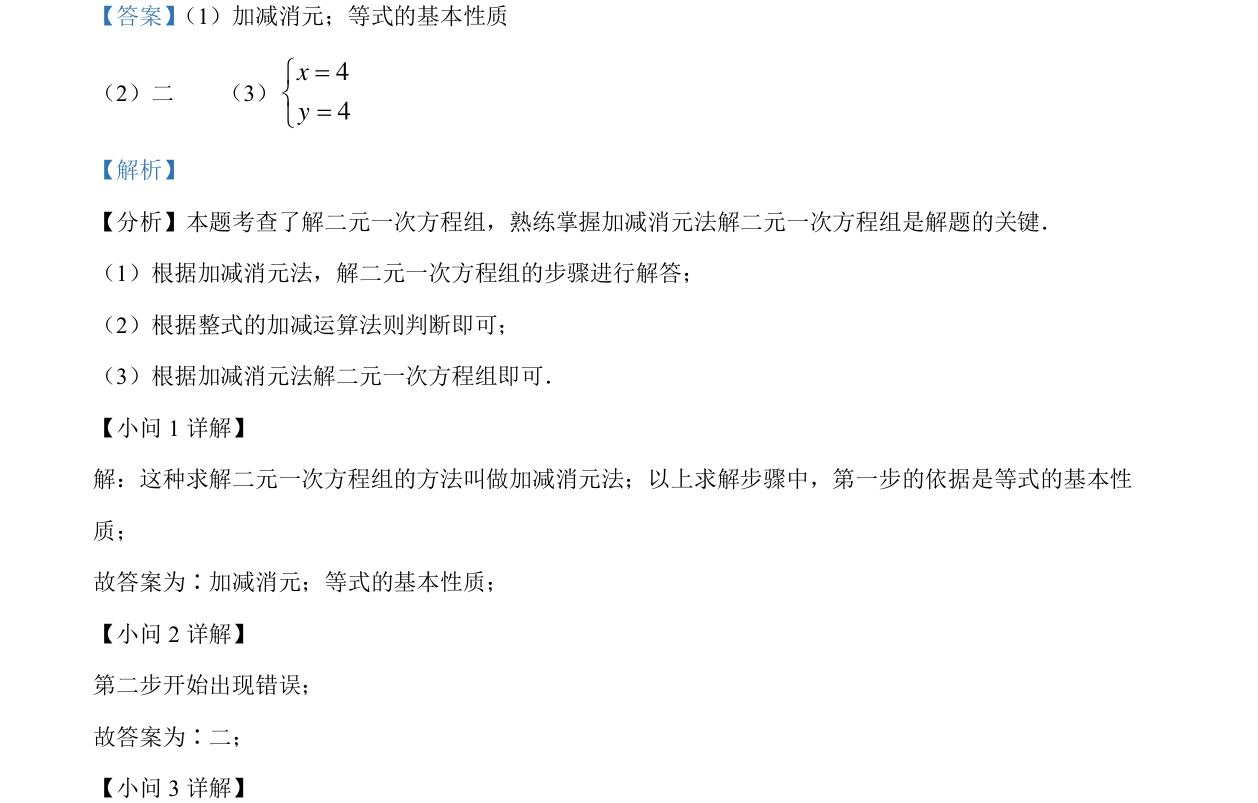 【答案】（1）加减消元；等式的基本性质
（2）二 （3）{x = 4
y = 4
【解析】
【分析】本题考查了解二元一次方程组，熟练掌握加减消元法解二元一次方程组是解题的关键．
（1）根据加减消元法，解二元一次方程组的步骤进行解答；
（2）根据整式的加减运算法则判断即可；
（3）根据加减消元法解二元一次方程组即可．
【小问 1 详解】
解：这种求解二元一次方程组的方法叫做加减消元法；以上求解步骤中，第一步的依据是等式的基本性
质；
故答案为∶加减消元；等式的基本性质；
【小问 2 详解】
第二步开始出现错误；
故答案为∶二；
【小问 3 详解】